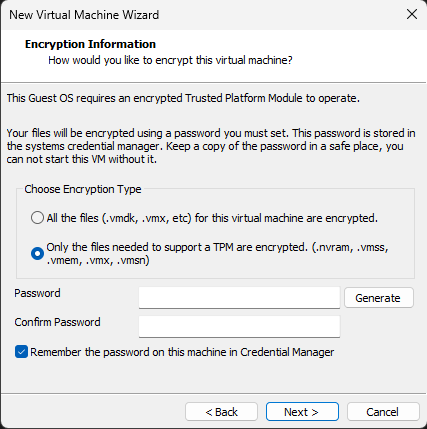 New Virtual Machine Wizard
Encryption Information
How would you like to encrypt this virtual machine?
This Guest OS requires an encrypted Trusted Platform Module to operate.
Your files will be encrypted using a password you must set. This password is stored in
the systems credential manager. Keep a copy of the password in a safe place, you
can not start this VM without it.
Choose Encryption Type
All the files (.vmdk, .vmx, etc) for this virtual machine are encrypted.
Only the files needed to support a TPM are encrypted. (.nvram, .vmss,
.vmem, .vmx, .vmsn)
Password
Generate
Confirm Password
Remember the password on this machine in Credential Manager
< Back
Next >
Cancel